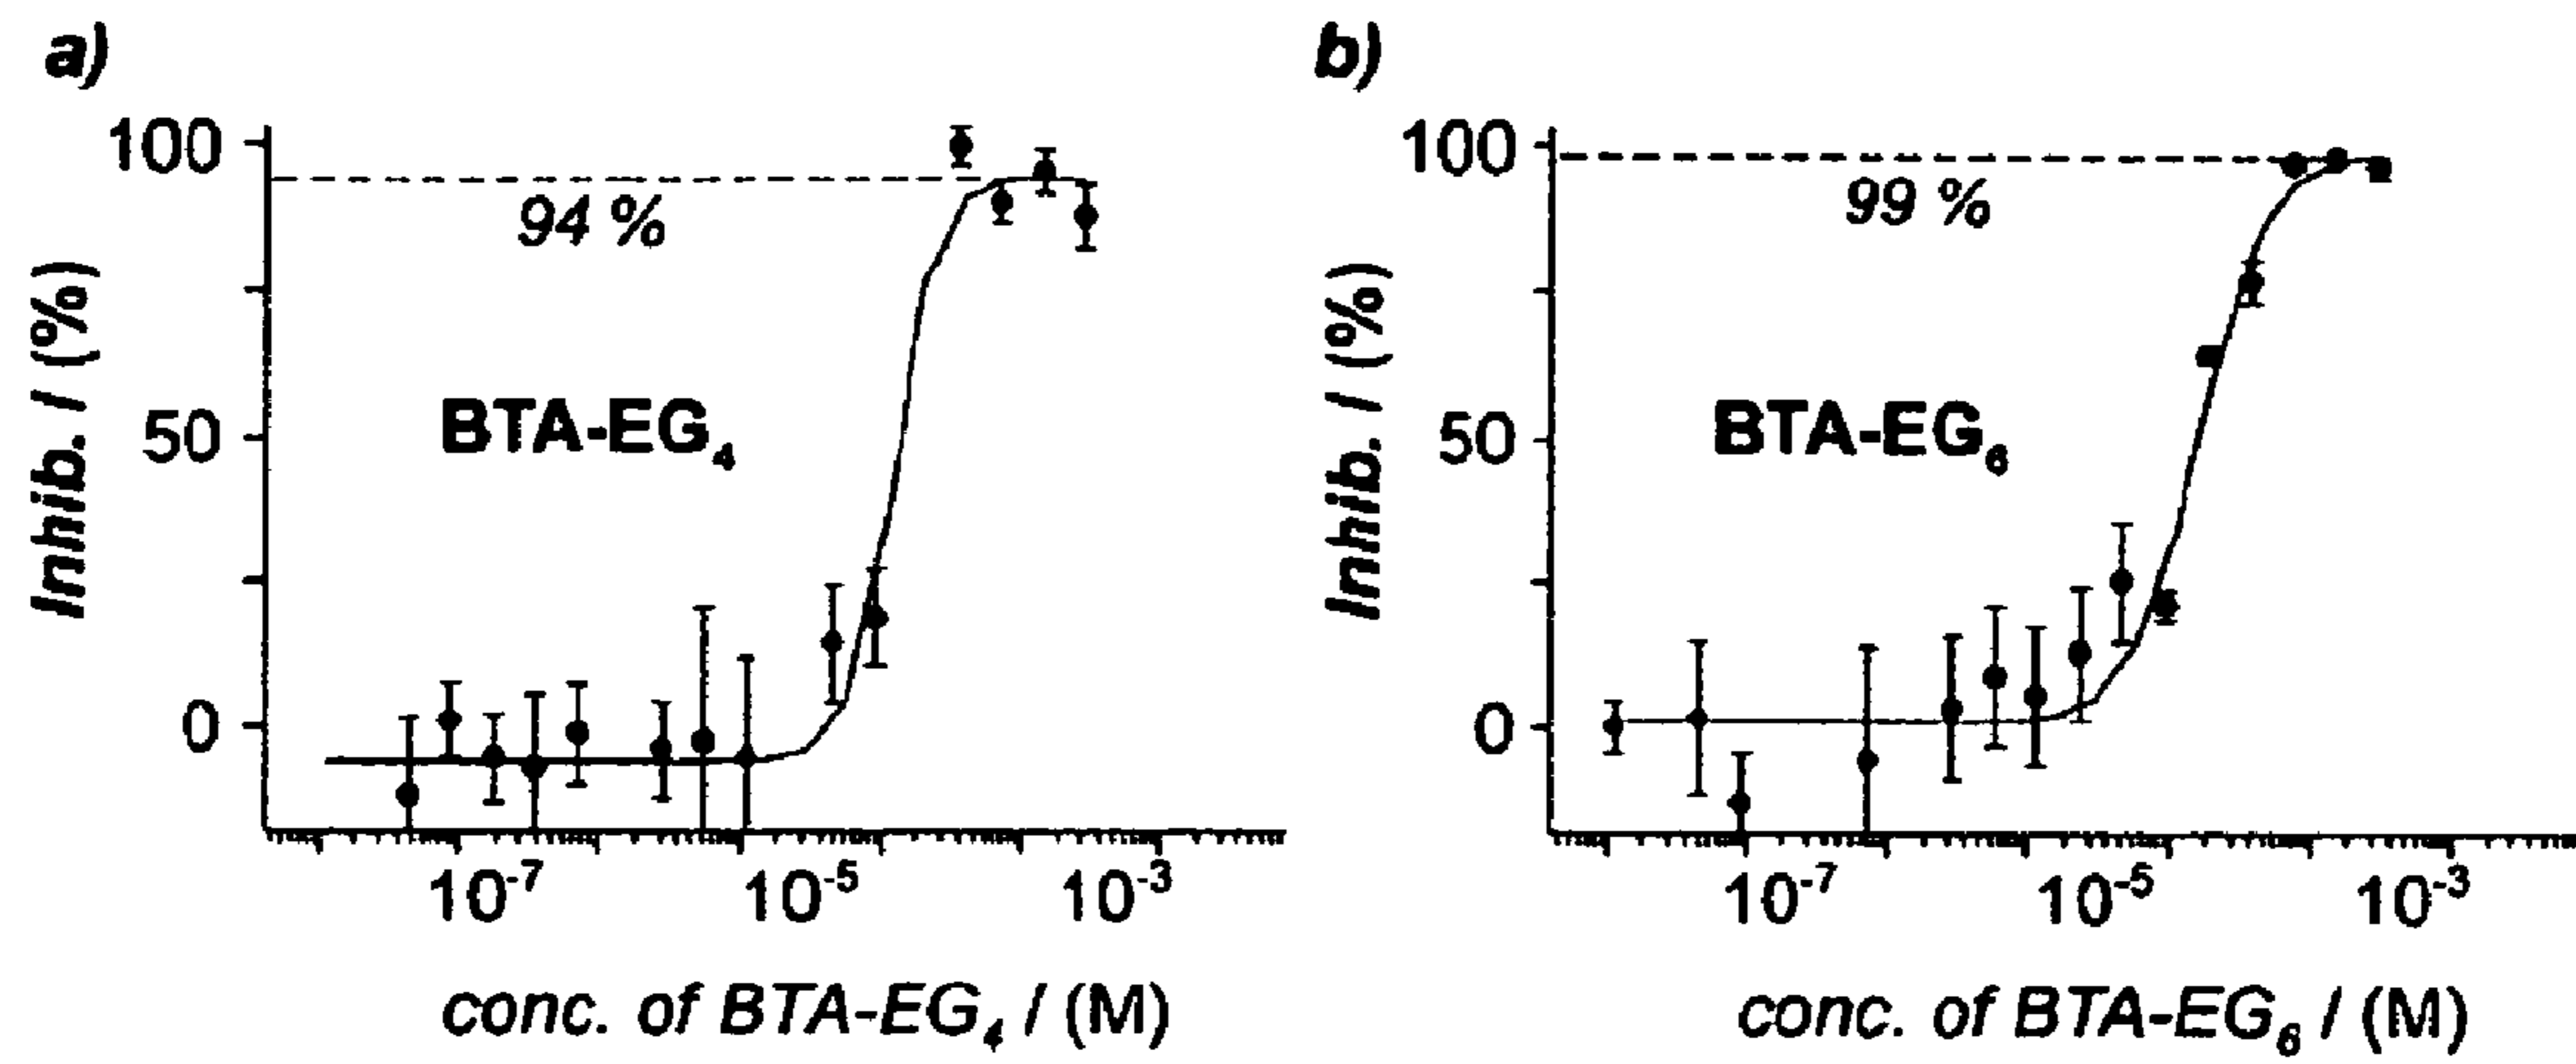 a)
100
50
0
Inhib. / (%)
94 %
BTA-EG₄
10⁻⁷ 10⁻⁵ 10⁻³
conc. of BTA-EG₄ / (M)
b)
100
50
0
Inhib. / (%)
99 %
BTA-EG₆
10⁻⁷ 10⁻⁵ 10⁻³
conc. of BTA-EG₆ / (M)